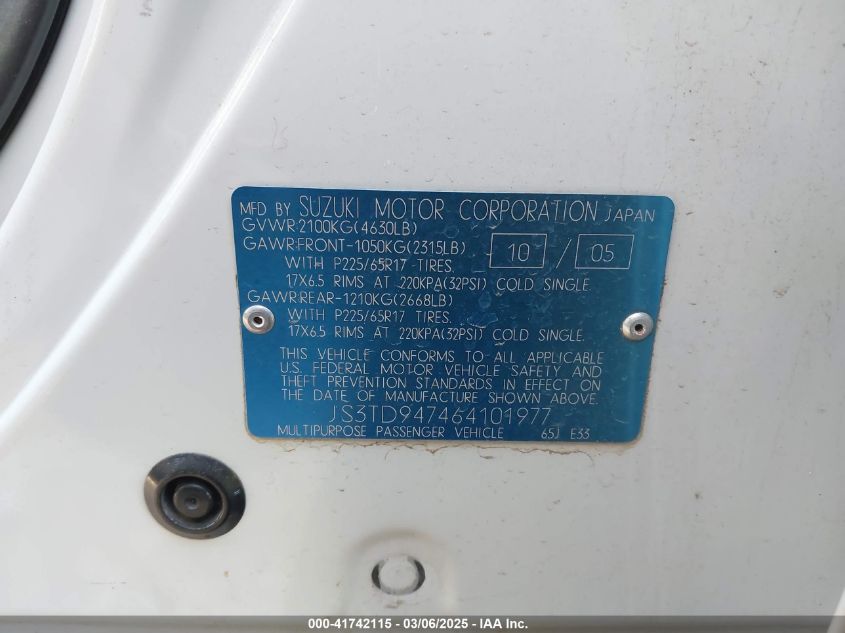 MFD BY SUZUKI MOTOR CORPORATION JAPAN
GVWR:2100KG(4630LB)
GAWR:FRONT-1050KG(2315LB) 10 / 05
WITH P225/65R17 TIRES.
17X6.5 RIMS AT 220KPA(32PSI) COLD SINGLE.
GAWR:REAR-1210KG(2668LB)
WITH P225/65R17 TIRES.
17X6.5 RIMS AT 220KPA(32PSI) COLD SINGLE.
THIS VEHICLE CONFORMS TO ALL APPLICABLE
U.S. FEDERAL MOTOR VEHICLE SAFETY AND
THEFT PREVENTION STANDARDS IN EFFECT ON
THE DATE OF MANUFACTURE SHOWN ABOVE.
JS3TD947464101977
MULTIPURPOSE PASSENGER VEHICLE 65J E33
000-41742115 - 03/06/2025 - IAA Inc.